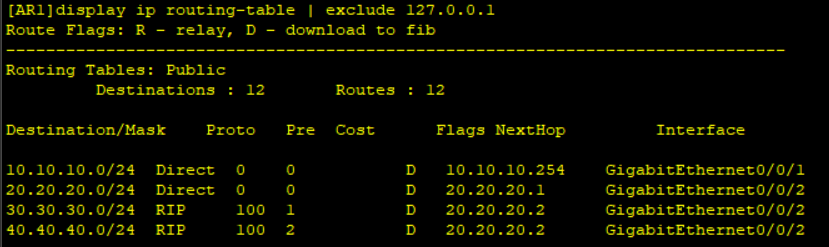 [AR1]display ip routing-table | exclude 127.0.0.1
Route Flags: R - relay, D - download to fib
------------------------------------------------------------------------------
Routing Tables: Public
         Destinations : 12       Routes : 12

Destination/Mask    Proto   Pre  Cost      Flags NextHop         Interface

10.10.10.0/24  Direct  0    0           D   10.10.10.254    GigabitEthernet0/0/1
20.20.20.0/24  Direct  0    0           D   20.20.20.1      GigabitEthernet0/0/2
30.30.30.0/24  RIP     100  1           D   20.20.20.2      GigabitEthernet0/0/2
40.40.40.0/24  RIP     100  2           D   20.20.20.2      GigabitEthernet0/0/2